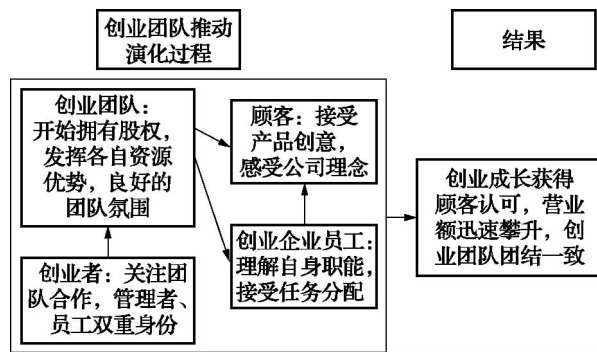 创业团队推动
演化过程
结果
创业团队：
开始拥有股权，
发挥各自资源
优势，良好的
团队氛围
顾客：接受
产品创意，
感受公司理念
创业企业员工：
理解自身职能，
接受任务分配
创业者：关注团
队合作，管理者、
员工双重身份
创业成长获得
顾客认可，营业
额迅速攀升，创
业团队团结一致